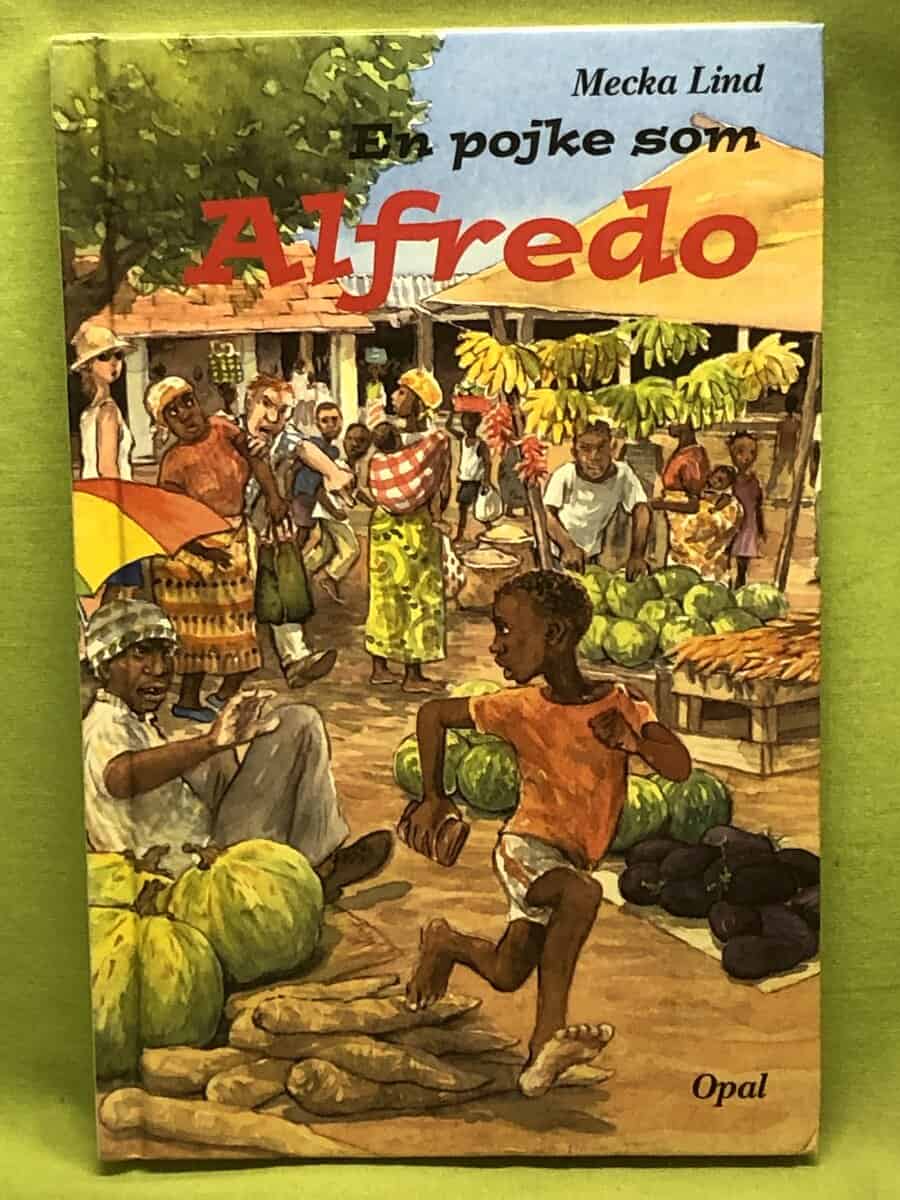 Mecka Lind
En pojke som
Alfredo
Opal